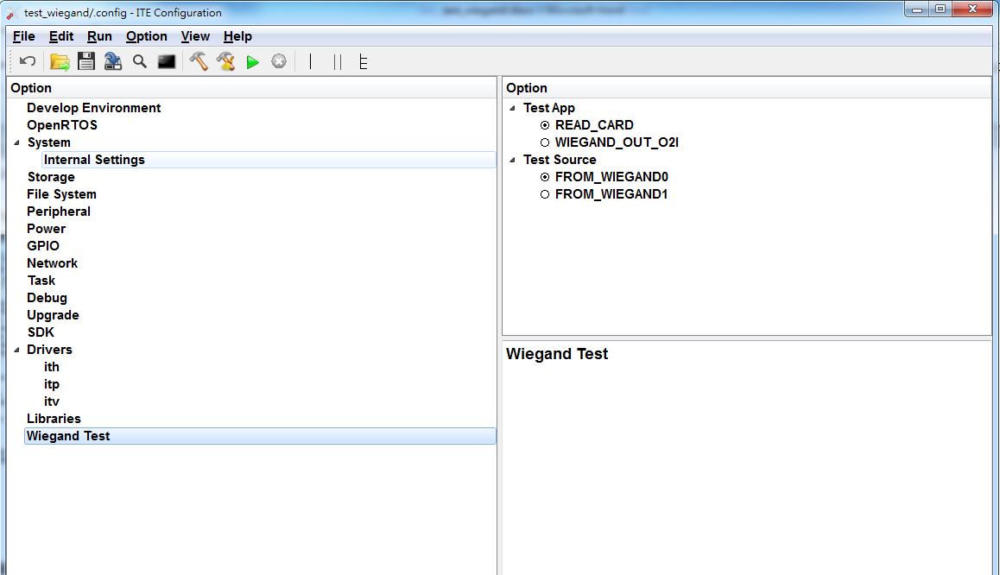 test_wiegand/.config - ITE Configuration
File Edit Run Option View Help
Option
Develop Environment
OpenRTOS
System
Internal Settings
Storage
File System
Peripheral
Power
GPIO
Network
Task
Debug
Upgrade
SDK
Drivers
ith
itp
itv
Libraries
Wiegand Test
Option
Test App
READ_CARD
WIEGAND_OUT_O2I
Test Source
FROM_WIEGAND0
FROM_WIEGAND1
Wiegand Test